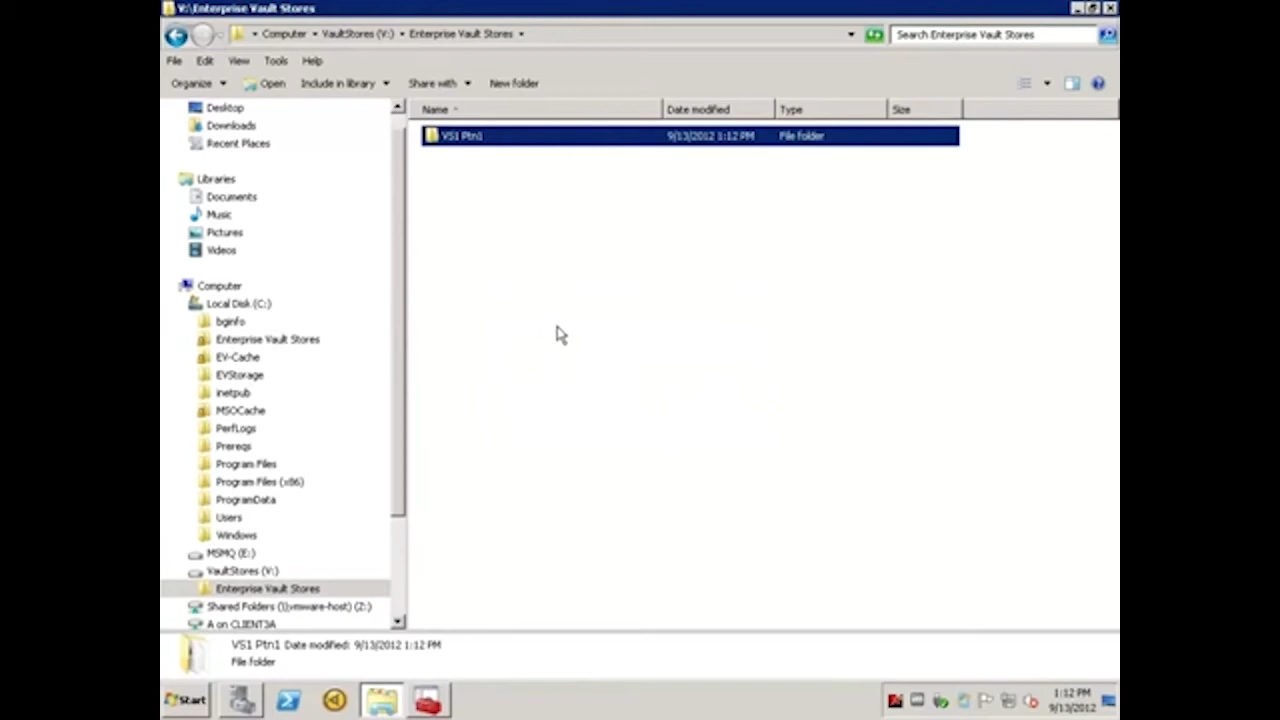 V:\Enterprise Vault Stores
Computer VaultStores (V:) Enterprise Vault Stores
Search Enterprise Vault Stores
File Edit View Tools Help
Organize Open Include in library Share with New folder
Name Date modified Type Size
VS1 Ptn1 9/13/2012 1:12 PM File folder
Desktop
Downloads
Recent Places
Libraries
Documents
Music
Pictures
Videos
Computer
Local Disk (C:)
bginfo
Enterprise Vault Stores
EV-Cache
EVStorage
inetpub
MSOCache
PerfLogs
Prereqs
Program Files
Program Files (x86)
ProgramData
Users
Windows
MSMQ (E:)
VaultStores (V:)
Enterprise Vault Stores
Shared Folders (\\vmware-host) (Z:)
A on CLIENT3A
VS1 Ptn1 Date modified: 9/13/2012 1:12 PM
File folder
Start
1:12 PM
9/13/2012